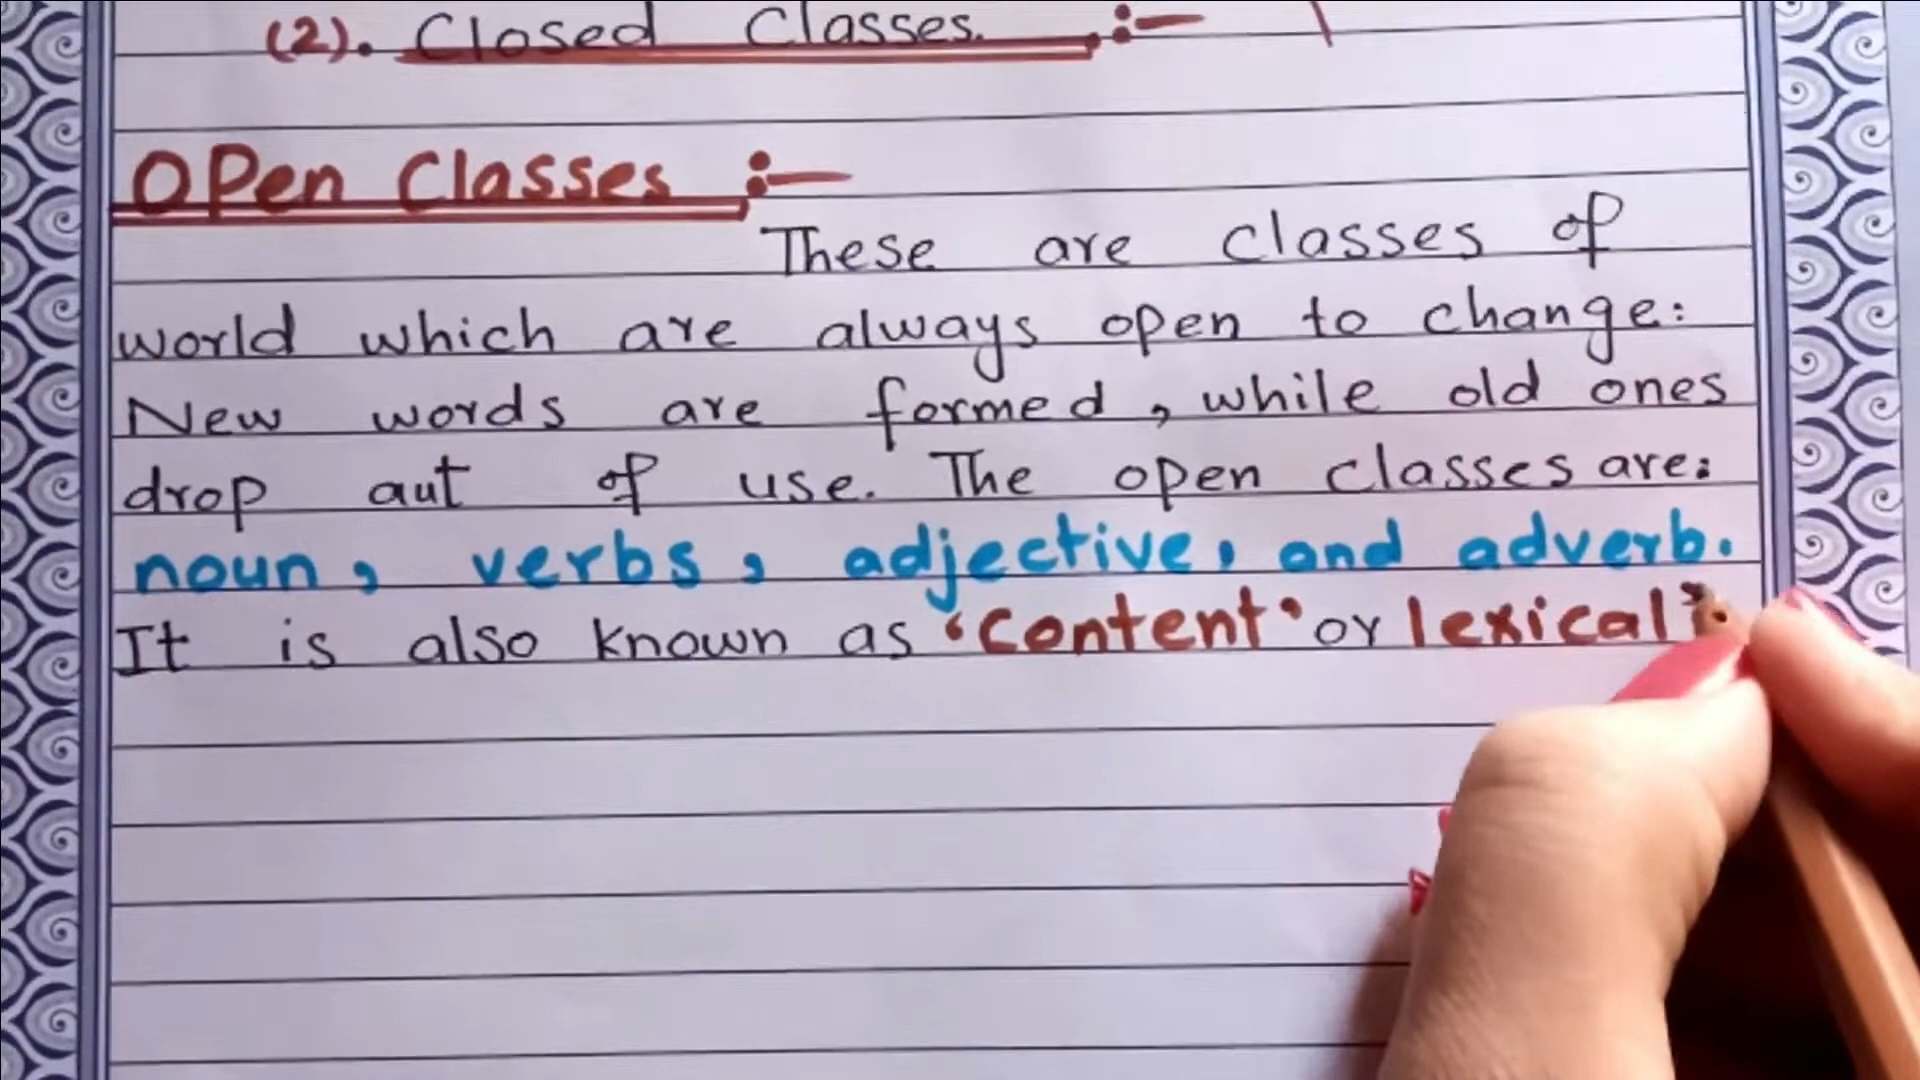 (2). Closed Classes. :-
Open Classes :-
These are classes of
world which are always open to change:
New words are formed, while old ones
drop aut of use. The open classes are:
noun, verbs, adjective, and adverb.
It is also known as 'Content' or lexical'